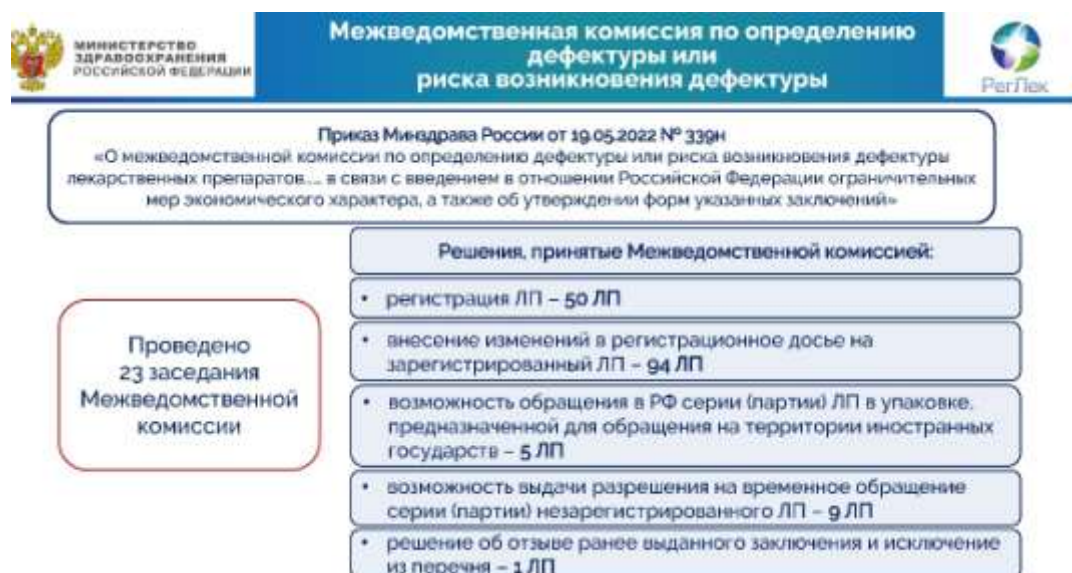 МИНИСТЕРСТВО
ЗДРАВООХРАНЕНИЯ
РОССИЙСКОЙ ФЕДЕРАЦИИ
Межведомственная комиссия по определению
дефектуры или
риска возникновения дефектуры
РегЛек
Приказ Минздрава России от 19.05.2022 № 339н
«О межведомственной комиссии по определению дефектуры или риска возникновения дефектуры
лекарственных препаратов.... в связи с введением в отношении Российской Федерации ограничительных
мер экономического характера, а также об утверждении форм указанных заключений»
Проведено
23 заседания
Межведомственной
комиссии
Решения, принятые Межведомственной комиссией:
• регистрация ЛП – 50 ЛП
• внесение изменений в регистрационное досье на
зарегистрированный ЛП – 94 ЛП
• возможность обращения в РФ серии (партии) ЛП в упаковке,
предназначенной для обращения на территории иностранных
государств – 5 ЛП
• возможность выдачи разрешения на временное обращение
серии (партии) незарегистрированного ЛП – 9 ЛП
• решение об отзыве ранее выданного заключения и исключение
из перечня – 1 ЛП